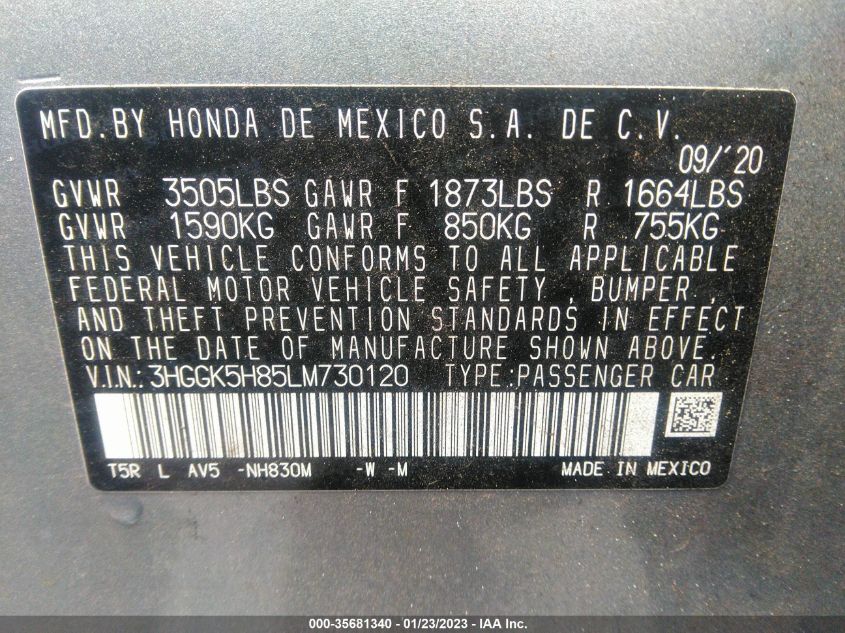 MFD.BY HONDA DE MEXICO S.A. DE C.V.
09/'20
GVWR 3505LBS GAWR F 1873LBS R 1664LBS
GVWR 1590KG GAWR F 850KG R 755KG
THIS VEHICLE CONFORMS TO ALL APPLICABLE
FEDERAL MOTOR VEHICLE SAFETY , BUMPER ,
AND THEFT PREVENTION STANDARDS IN EFFECT
ON THE DATE OF MANUFACTURE SHOWN ABOVE.
V.I.N.: 3HGGK5H85LM730120 TYPE:PASSENGER CAR
T5R L AV5 -NH830M -W -M MADE IN MEXICO
000-35681340 - 01/23/2023 - IAAI.COM